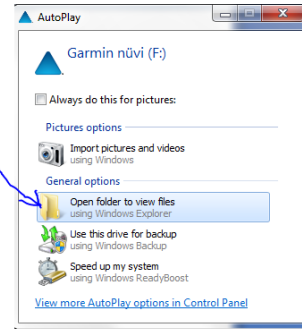 AutoPlay
Garmin nüvi (F:)
Always do this for pictures:
Pictures options
Import pictures and videos
using Windows
General options
Open folder to view files
using Windows Explorer
Use this drive for backup
using Windows Backup
Speed up my system
using Windows ReadyBoost
View more AutoPlay options in Control Panel